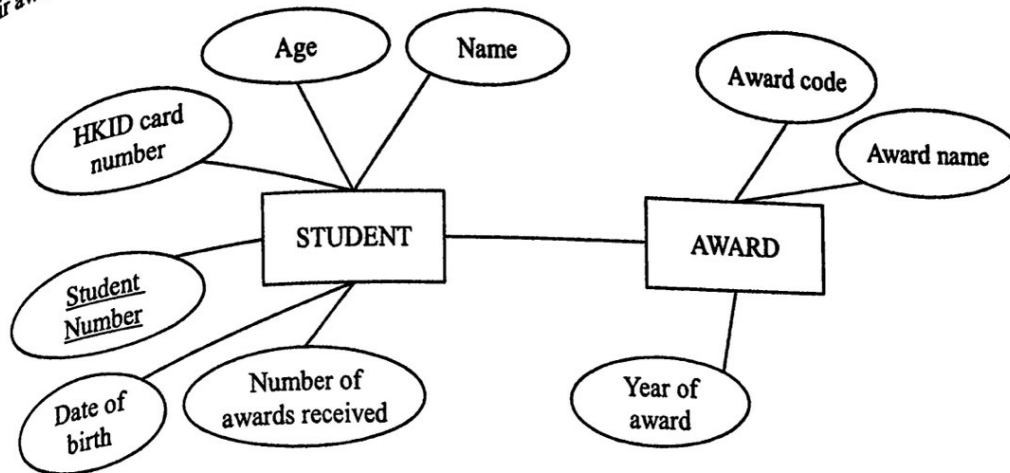 Age
Name
Award code
HKID card
number
Award name
STUDENT
AWARD
Student
Number
Date of
birth
Number of
awards received
Year of
award